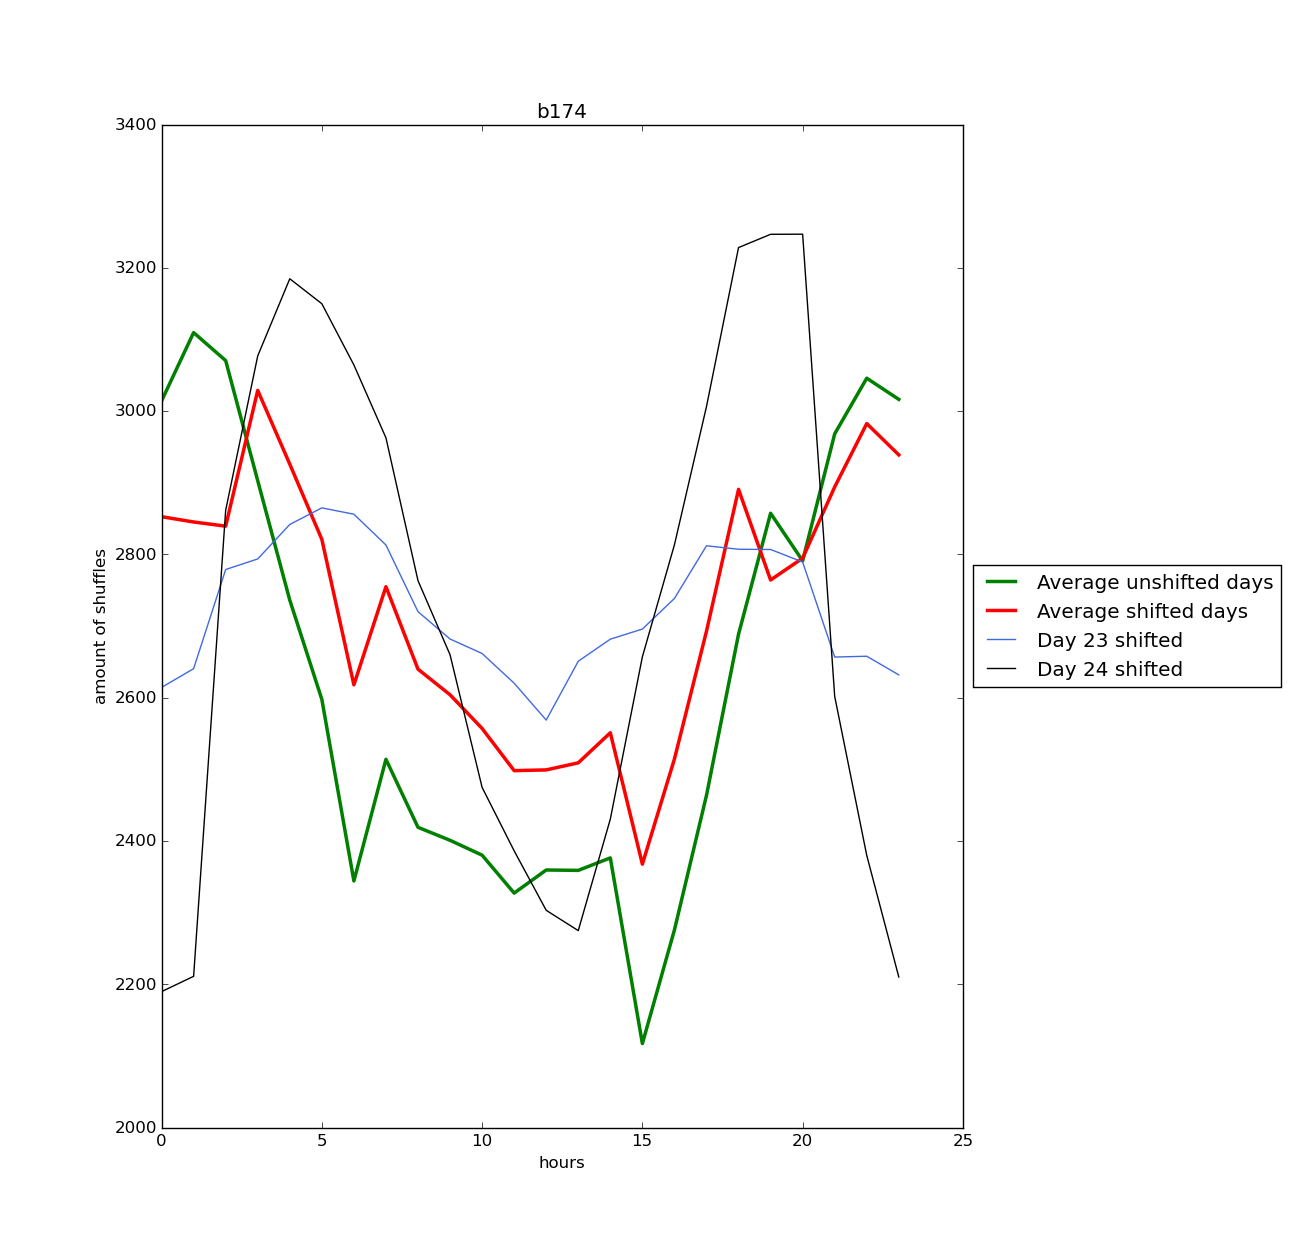 b174
3400
3200
3000
2800
2600
2400
2200
2000
amount of shuffles
0 5 10 15 20 25
hours
Average unshifted days
Average shifted days
Day 23 shifted
Day 24 shifted